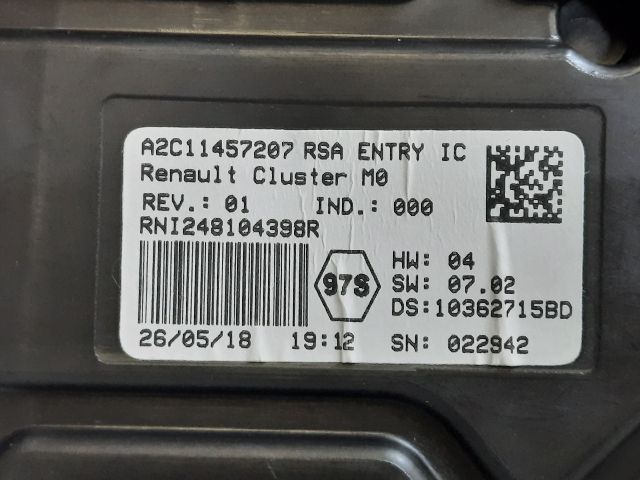 A2C11457207 RSA ENTRY IC
Renault Cluster M0
REV.: 01 IND.: 000
RNI248104398R
97S
HW: 04
SW: 07.02
DS:10362715BD
26/05/18 19:12 SN: 022942